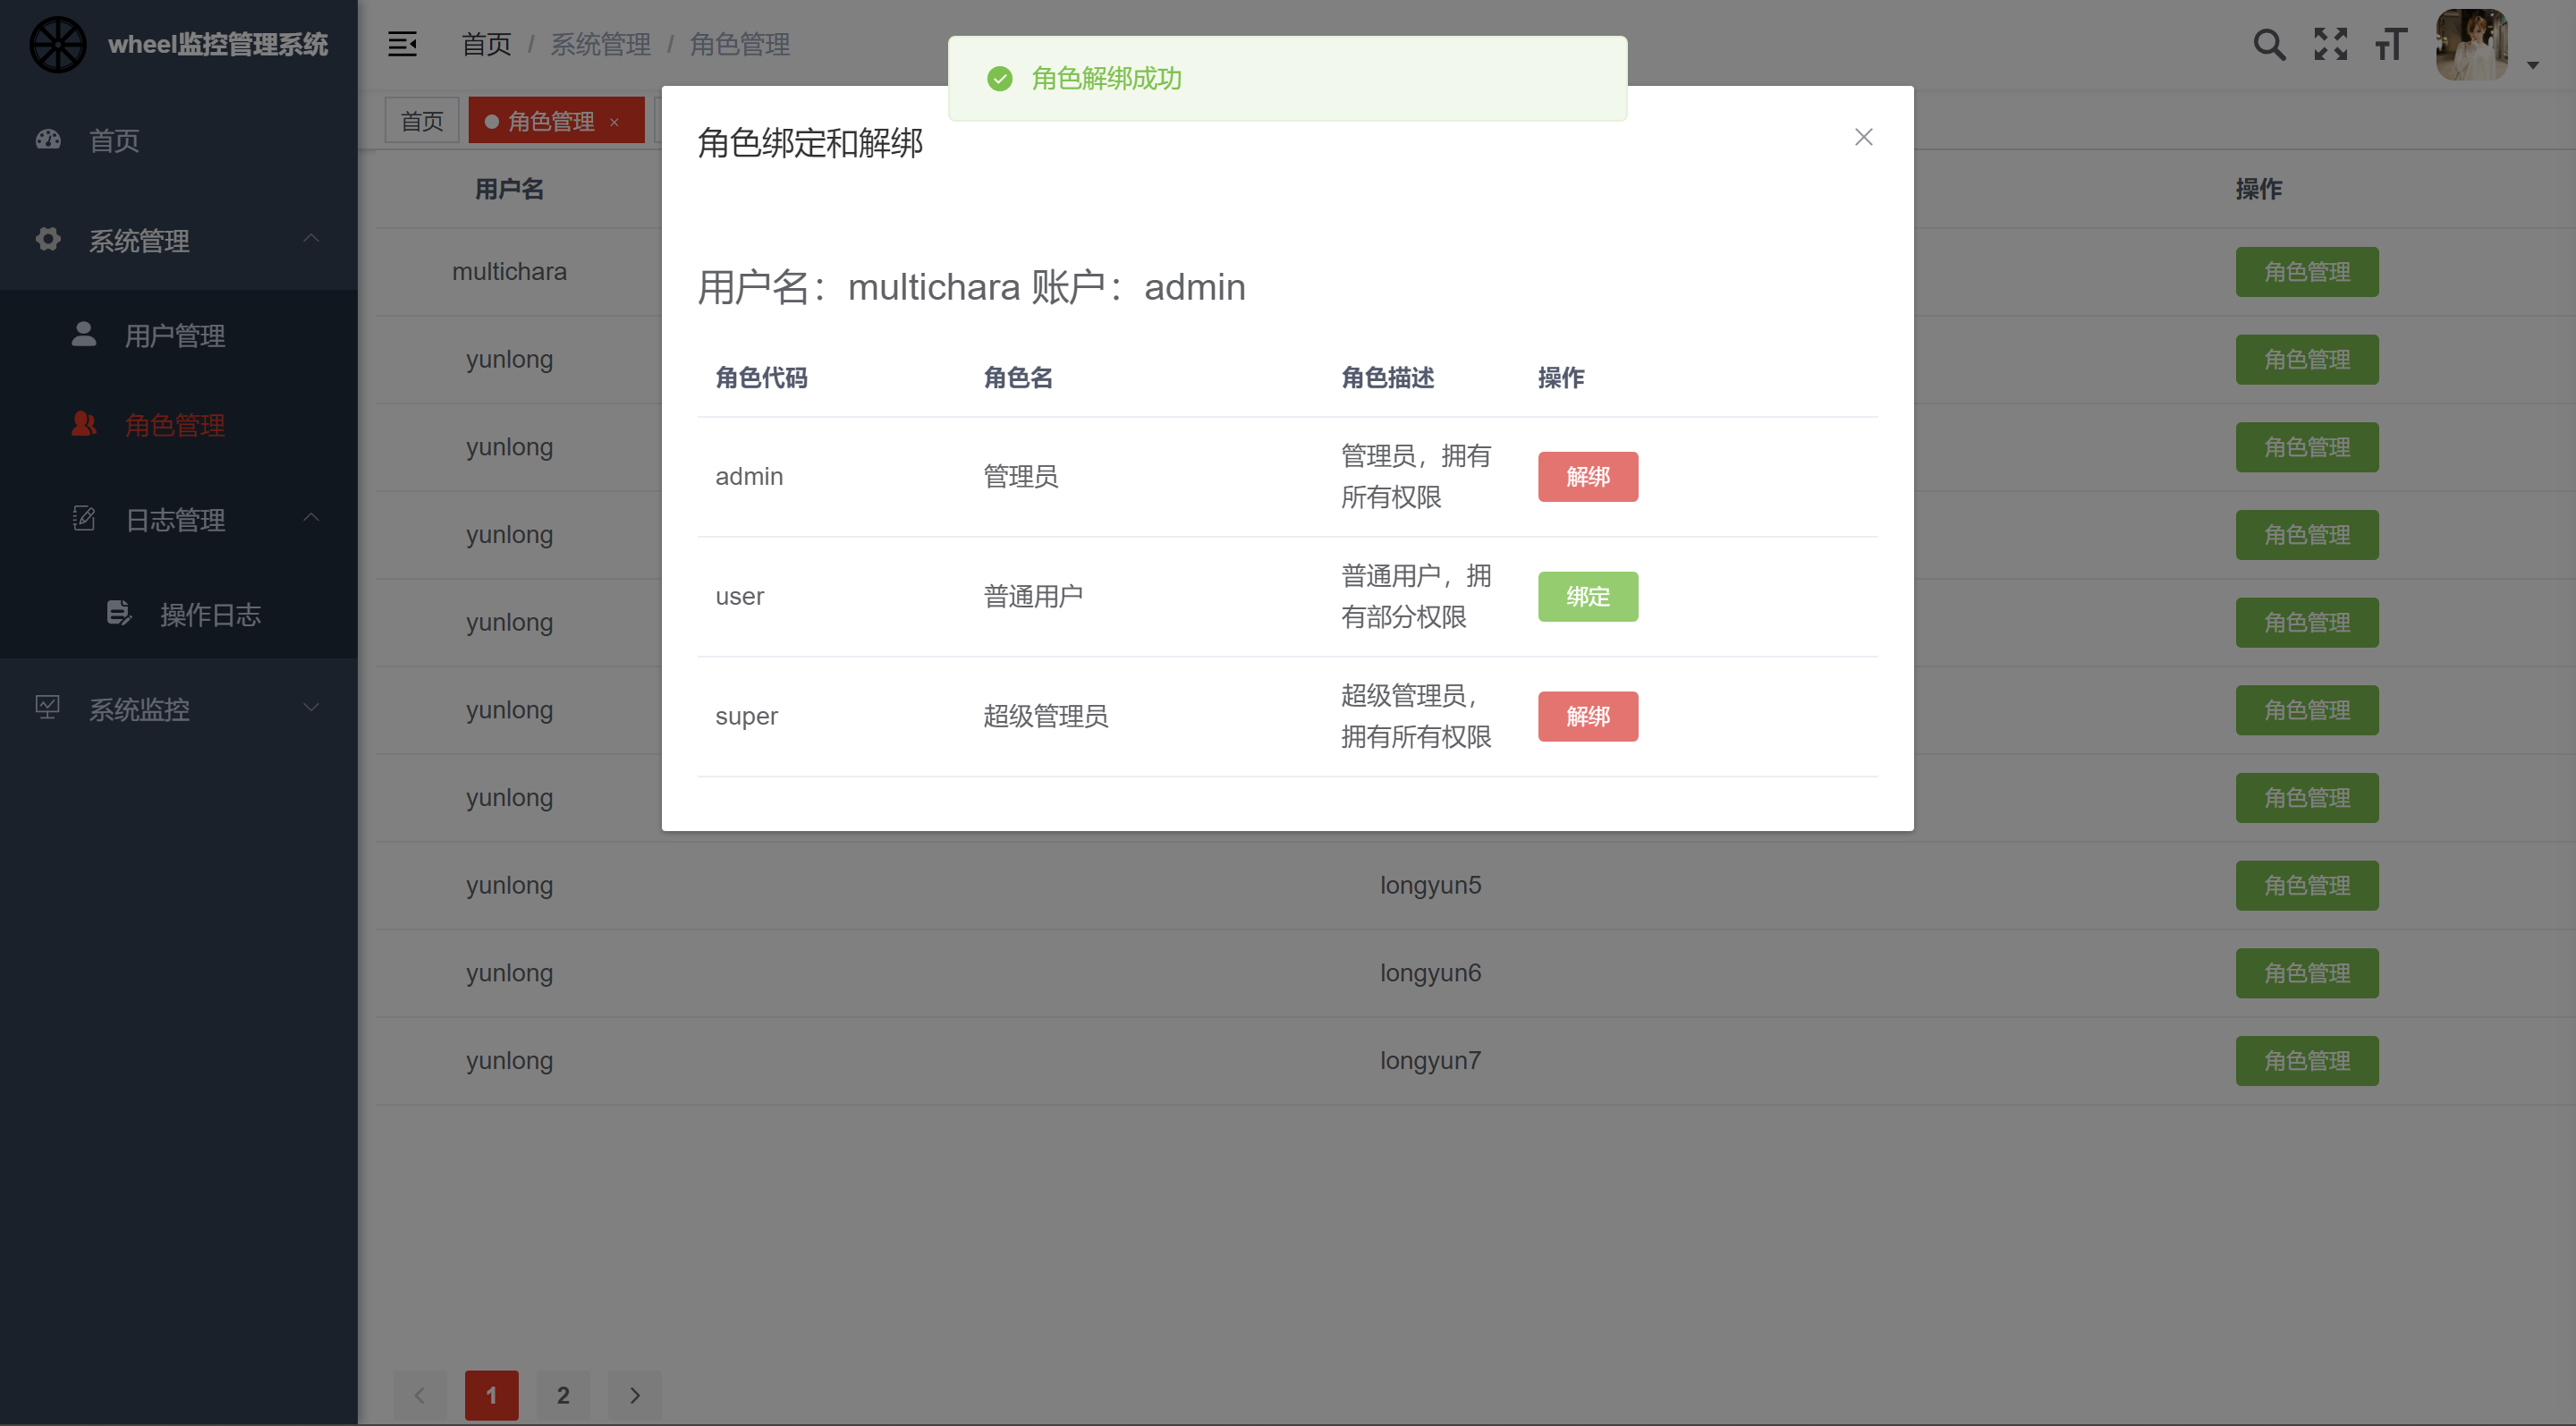 wheel监控管理系统
首页 / 系统管理 / 角色管理
角色解绑成功
首页
系统管理
用户管理
角色管理
日志管理
操作日志
系统监控
首页
角色管理 ×
用户名
操作
multichara
角色管理
yunlong
角色管理
yunlong
角色管理
yunlong
角色管理
yunlong
角色管理
yunlong
角色管理
yunlong
角色管理
yunlong
longyun5
角色管理
yunlong
longyun6
角色管理
yunlong
longyun7
角色管理
角色绑定和解绑
用户名：multichara 账户：admin
角色代码 角色名 角色描述 操作
admin 管理员
管理员，拥有
所有权限
解绑
user 普通用户
普通用户，拥
有部分权限
绑定
super 超级管理员
超级管理员，
拥有所有权限
解绑
1 2